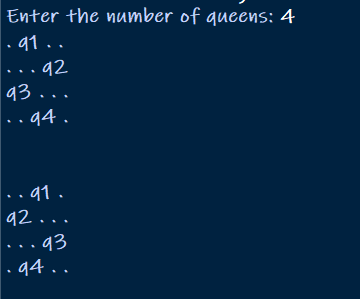 Enter the number of queens: 4
. q1 . .
. . . q2
q3 . . .
. . q4 .
. . q1 .
q2 . . .
. . . q3
. q4 . .